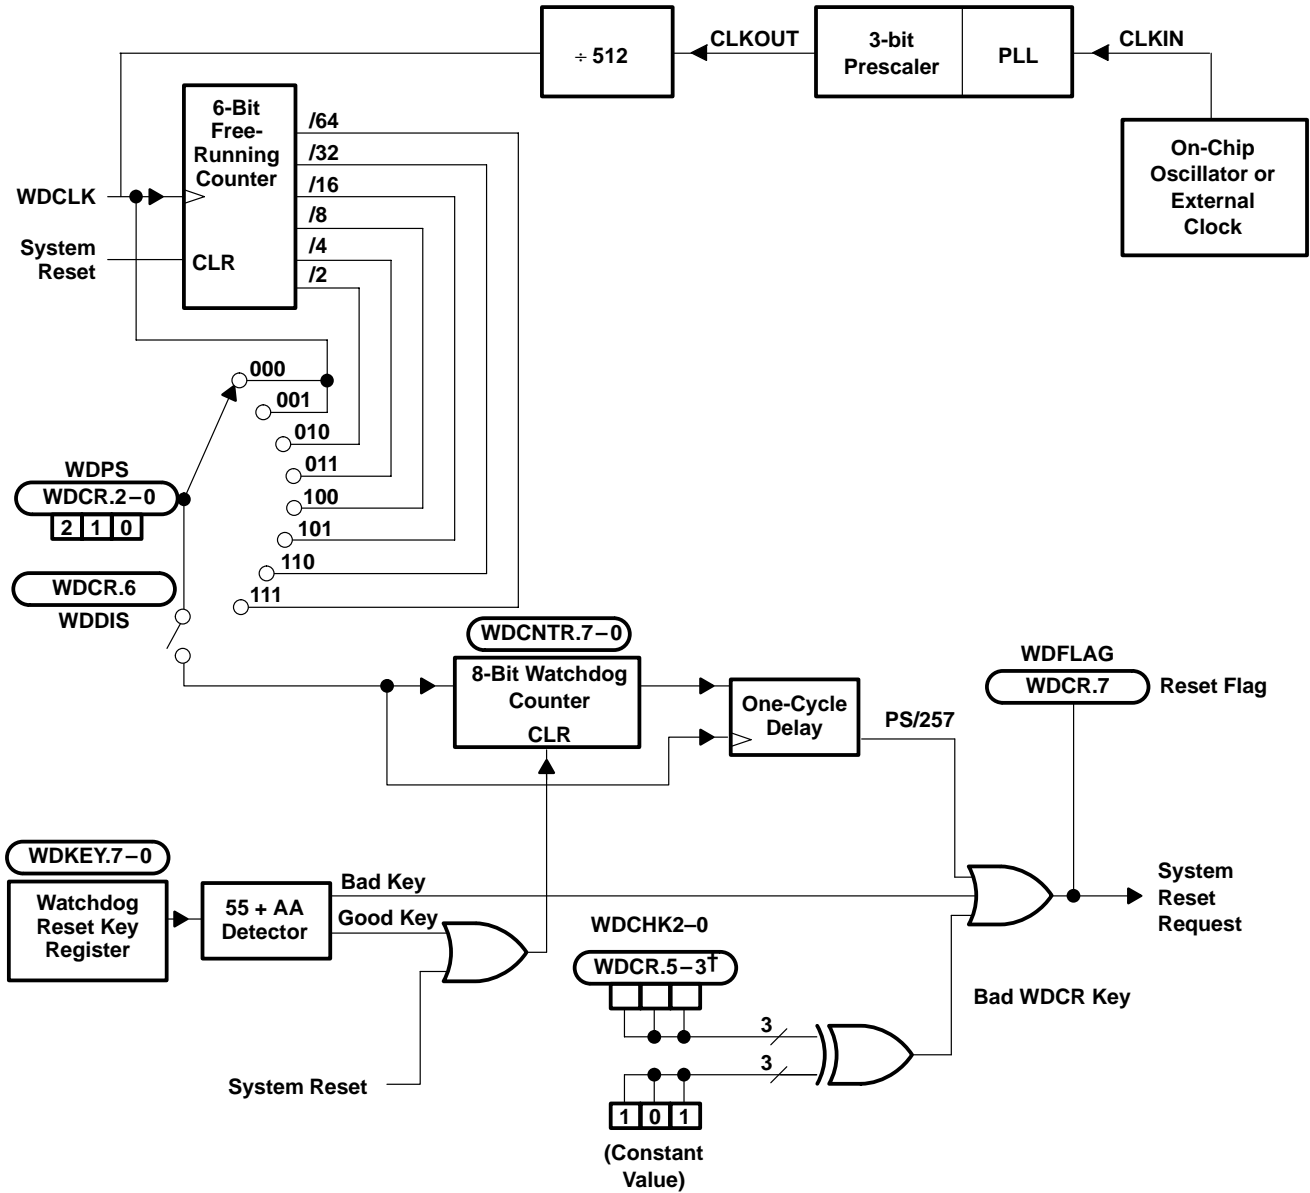 ÷ 512
CLKOUT
3-bit
Prescaler
PLL
CLKIN
On-Chip
Oscillator or
External
Clock
6-Bit
Free-
Running
Counter
CLR
/64
/32
/16
/8
/4
/2
WDCLK
System
Reset
000
001
010
011
100
101
110
111
WDPS
WDCR.2–0
2 1 0
WDCR.6
WDDIS
WDCNTR.7–0
8-Bit Watchdog
Counter
CLR
One-Cycle
Delay
PS/257
WDFLAG
WDCR.7
Reset Flag
WDKEY.7–0
Watchdog
Reset Key
Register
55 + AA
Detector
Bad Key
Good Key
System
Reset
Request
WDCHK2–0
WDCR.5–3†
Bad WDCR Key
3
3
System Reset
1 0 1
(Constant
Value)